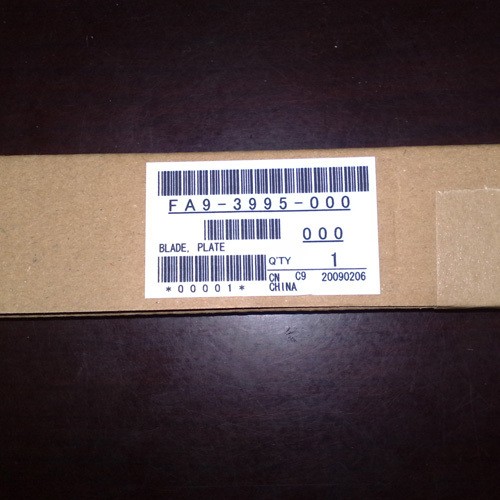 FA9-3995-000
000
BLADE, PLATE
Q'TY 1
*00001*
CN C9 20090206
CHINA